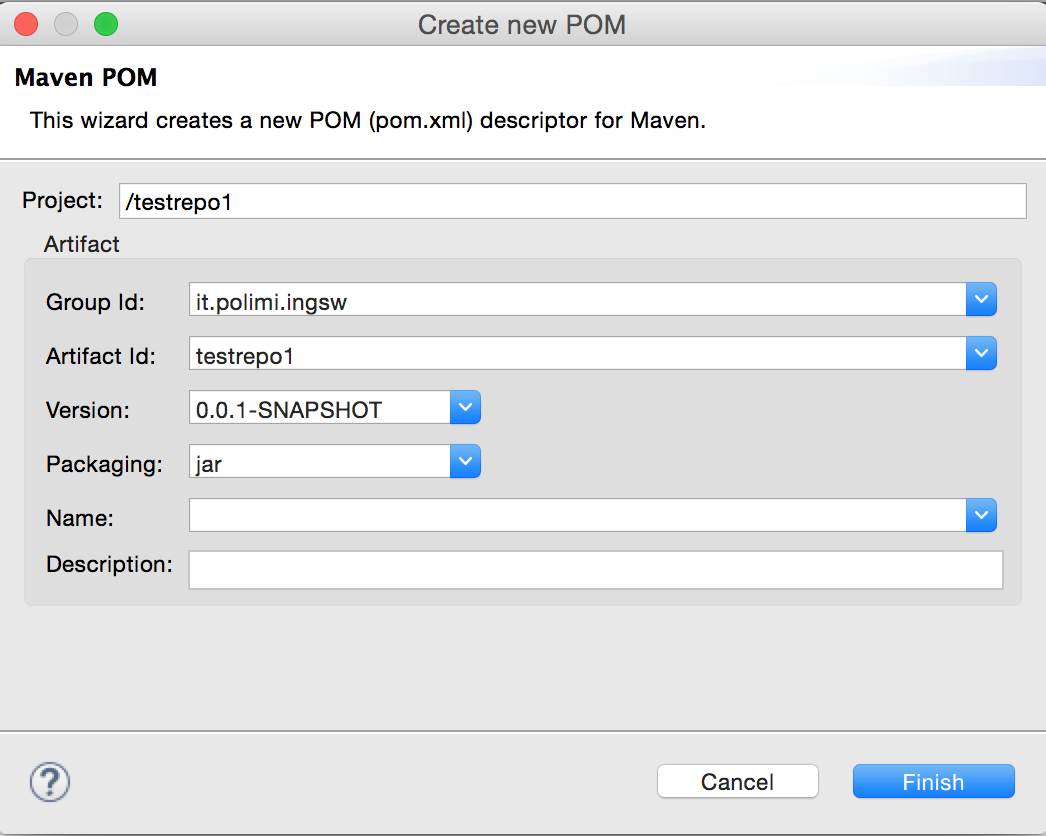 Create new POM
Maven POM
This wizard creates a new POM (pom.xml) descriptor for Maven.
Project: /testrepo1
Artifact
Group Id: it.polimi.ingsw
Artifact Id: testrepo1
Version: 0.0.1-SNAPSHOT
Packaging: jar
Name:
Description:
? Cancel Finish